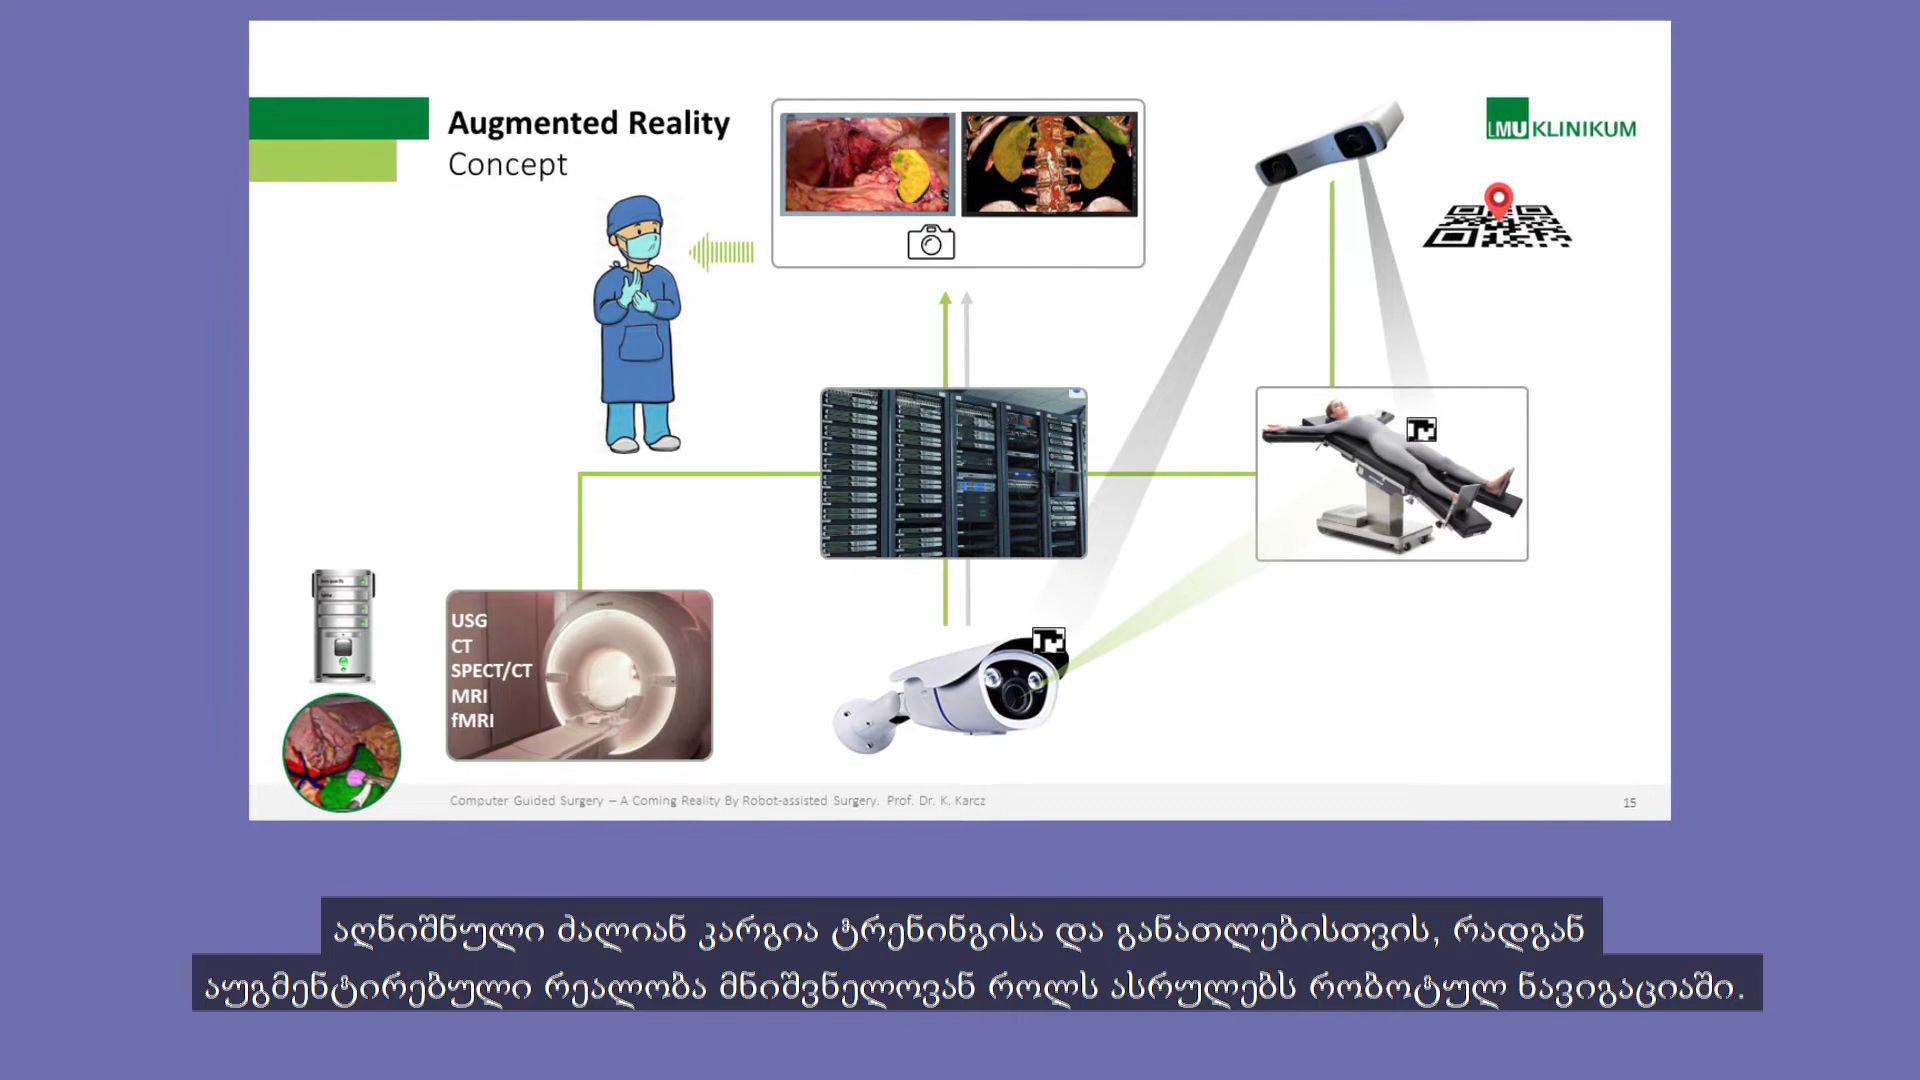 Augmented Reality
Concept
LMU KLINIKUM
USG
CT
SPECT/CT
MRI
fMRI
Computer Guided Surgery – A Coming Reality By Robot-assisted Surgery. Prof. Dr. K. Karcz
15
აღნიშნული ძალიან კარგია ტრენინგისა და განათლებისთვის, რადგან
აუგმენტირებული რეალობა მნიშვნელოვან როლს ასრულებს რობოტულ ნავიგაციაში.